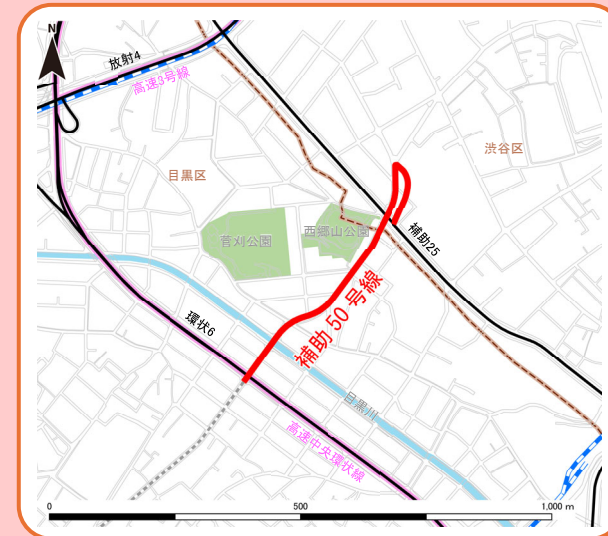 N
放射4
高速3号線
目黒区
渋谷区
菅刈公園
西郷山公園
補助25
補助50号線
環状6
目黒川
高速中央環状線
0 500 1,000 m